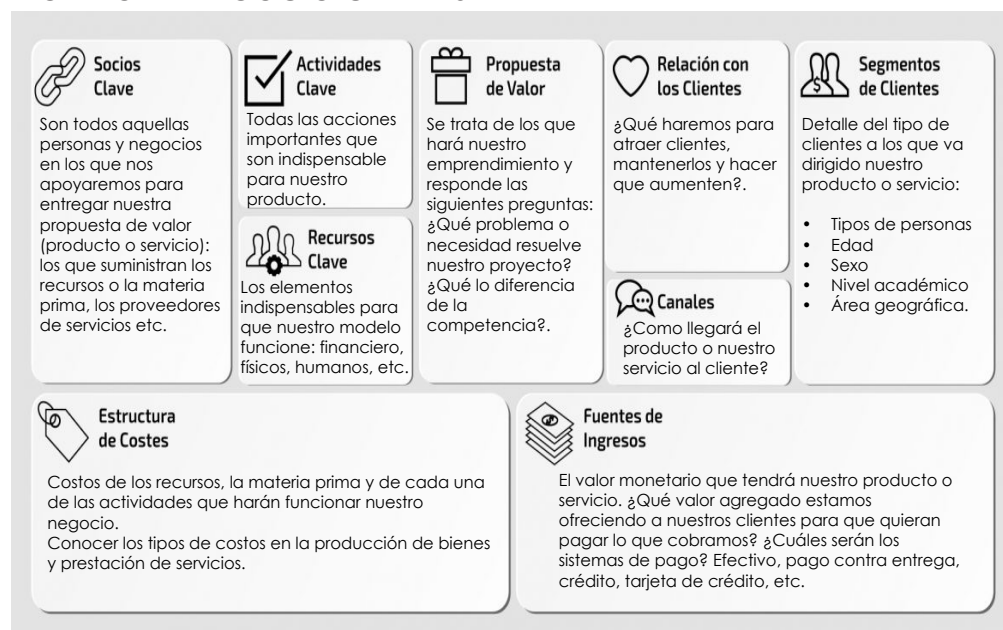 Socios
Clave
Son todos aquellas
personas y negocios
en los que nos
apoyaremos para
entregar nuestra
propuesta de valor
(producto o servicio):
los que suministran los
recursos o la materia
prima, los proveedores
de servicios etc.
Actividades
Clave
Todas las acciones
importantes que
son indispensable
para nuestro
producto.
Recursos
Clave
Los elementos
indispensables para
que nuestro modelo
funcione: financiero,
físicos, humanos, etc.
Propuesta
de Valor
Se trata de los que
hará nuestro
emprendimiento y
responde las
siguientes preguntas:
¿Qué problema o
necesidad resuelve
nuestro proyecto?
¿Qué lo diferencia
de la
competencia?.
Relación con
los Clientes
¿Qué haremos para
atraer clientes,
mantenerlos y hacer
que aumenten?.
Canales
¿Como llegará el
producto o nuestro
servicio al cliente?
Segmentos
de Clientes
Detalle del tipo de
clientes a los que va
dirigido nuestro
producto o servicio:
• Tipos de personas
• Edad
• Sexo
• Nivel académico
• Área geográfica.
Estructura
de Costes
Costos de los recursos, la materia prima y de cada una
de las actividades que harán funcionar nuestro
negocio.
Conocer los tipos de costos en la producción de bienes
y prestación de servicios.
Fuentes de
Ingresos
El valor monetario que tendrá nuestro producto o
servicio. ¿Qué valor agregado estamos
ofreciendo a nuestros clientes para que quieran
pagar lo que cobramos? ¿Cuáles serán los
sistemas de pago? Efectivo, pago contra entrega,
crédito, tarjeta de crédito, etc.